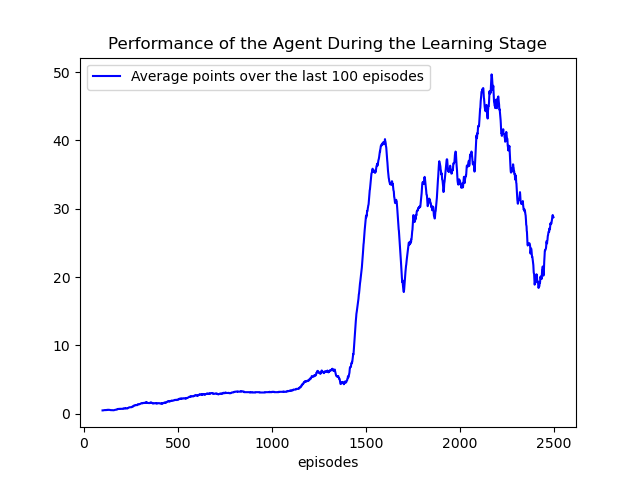 Performance of the Agent During the Learning Stage
Average points over the last 100 episodes
50
40
30
20
10
0
0 500 1000 1500 2000 2500
episodes